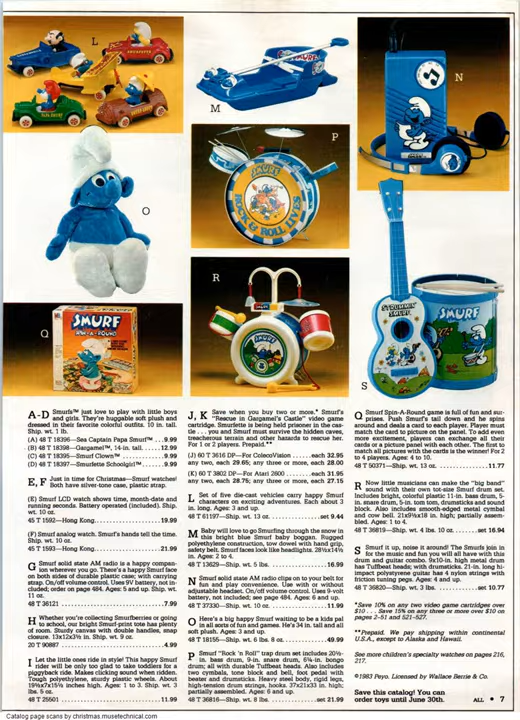 L
M
N
O
P
Q
R
S
SMURF
ROCK & ROLL LIVES
SMURF
SPIN-A-ROUND
STRUMMIN'
SMURF
SMURF
A-D Smurfs™ just love to play with little boys
and girls. They're huggable soft plush and
dressed in their favorite colorful outfits. 10 in. tall.
Ship. wt. 1 lb.
(A) 48 T 18396—Sea Captain Papa Smurf™ . . 9.99
(B) 48 T 18398—Gargamel™, 14-in. tall. . . . . . 12.99
(C) 48 T 18395—Smurf Clown™ . . . . . . . . . 9.99
(D) 48 T 18397—Smurfette Schoolgirl™ . . . . . . 9.99
E, F Just in time for Christmas—Smurf watches!
Both have silver-tone case, plastic strap.
(E) Smurf LCD watch shows time, month-date and
running seconds. Battery operated (included). Ship.
wt. 10 oz.
45 T 1592—Hong Kong . . . . . . . . . . . . . . 19.99
(F) Smurf analog watch. Smurf's hands tell the time.
Ship. wt. 10 oz.
45 T 1593—Hong Kong . . . . . . . . . . . . . . 21.99
G Smurf solid state AM radio is a happy compan-
ion wherever you go. There's a happy Smurf face
on both sides of durable plastic case; with carrying
strap. On/off volume control. Uses 9V battery, not in-
cluded; order on page 484. Ages: 5 and up. Ship. wt.
11 oz.
48 T 36121 . . . . . . . . . . . . . . . . . . . 7.99
H Whether you're collecting Smurfberries or going
to school, our bright Smurf-print tote has plenty
of room. Sturdy canvas with double handles, snap
closure. 13x12x3½ in. Ship. wt. 9 oz.
20 T 90887 . . . . . . . . . . . . . . . . . . . 4.99
I Let the little ones ride in style! This happy Smurf
rider will be only too glad to take toddlers for a
piggyback ride. Makes clicking sound when ridden.
Tough polyethylene, sturdy plastic wheels. About
19¾x7x15⅞ inches high. Ages: 1 to 3. Ship. wt. 3
lbs. 5 oz.
48 T 25501 . . . . . . . . . . . . . . . . . . . 11.99
J, K Save when you buy two or more.* Smurf's
"Rescue in Gargamel's Castle" video game
cartridge. Smurfette is being held prisoner in the cas-
tle . . . you and Smurf must survive the hidden caves,
treacherous terrain and other hazards to rescue her.
For 1 or 2 players. Prepaid.**
(J) 60 T 3616 DP—For ColecoVision . . . . . . each 32.95
any two, each 29.65; any three or more, each 28.00
(K) 60 T 3802 DP—For Atari 2600 . . . . . . . each 31.95
any two, each 28.75; any three or more, each 27.15
L Set of five die-cast vehicles carry happy Smurf
characters on exciting adventures. Each about 3
in. long. Ages: 3 and up.
48 T 61197—Ship. wt. 13 oz. . . . . . . . . set 9.44
M Baby will love to go Smurfing through the snow in
this bright blue Smurf baby boggan. Rugged
polyethylene construction, tow dowel with hand grip,
safety belt. Smurf faces look like headlights. 28½x14½
in. Ages: 2 to 4.
48 T 13629—Ship. wt. 5 lbs. . . . . . . . . . . 16.99
N Smurf solid state AM radio clips on to your belt for
fun and play convenience. Use with or without
adjustable headset. On/off volume control. Uses 9-volt
battery, not included; see page 484. Ages: 6 and up.
48 T 37330—Ship. wt. 10 oz. . . . . . . . . . . 11.99
O Here's a big happy Smurf waiting to be a kids pal
in all sorts of fun and games. He's 34 in. tall and all
soft plush. Ages: 3 and up.
48 T 18155—Ship. wt. 6 lbs. 8 oz. . . . . . . . 49.99
P Smurf "Rock 'n Roll" trap drum set includes 20½-
in. bass drum, 9-in. snare drum, 6¼-in. bongo
drum; all with durable Tuffbeat heads. Also includes
two cymbals, tone block and bell, foot pedal with
beater and drumsticks. Heavy steel body, rigid legs,
high-tension drum strings, hooks. 37x21x33 in. high;
partially assembled. Ages: 6 and up.
48 T 36816—Ship. wt. 8 lbs. . . . . . . . . set 21.99
Q Smurf Spin-A-Round game is full of fun and sur-
prises. Push Smurf's tail down and he spins
around and deals a card to each player. Player must
match the card to picture on the panel. To add even
more excitement, players can exchange all their
cards or a picture panel with each other. The first to
match all pictures with the cards is the winner! For 2
to 4 players. Ages: 4 to 10.
48 T 50371—Ship. wt. 13 oz. . . . . . . . . . . 11.77
R Now little musicians can make the "big band"
sound with their own tot-size Smurf drum set.
Includes bright, colorful plastic 11-in. bass drum, 5-
in. snare drum, 5-in. tom tom, drumsticks and sound
block. Also includes smooth-edged metal cymbal
and cow bell. 21x9½x18 in. high; partially assem-
bled. Ages: 1 to 4.
48 T 36819—Ship. wt. 4 lbs. 10 oz. . . . . . set 16.94
S Smurf it up, noise it around! The Smurfs join in
for the music and fun you will all have with this
drum and guitar combo. 9x10-in. high metal drum
has Tuffbeat heads; with drumsticks. 21-in. long hi-
impact polystyrene guitar has 4 nylon strings with
friction tuning pegs. Ages: 4 and up.
48 T 36820—Ship. wt. 3 lbs. . . . . . . . . set 10.77
*Save 10% on any two video game cartridges over
$10 . . . Save 15% on any three or more over $10 on
pages 2-51 and 521-527.
**Prepaid. We pay shipping within continental
U.S.A., except to Alaska and Hawaii.
See more children's specialty watches on pages 216,
217.
©1983 Peyo. Licensed by Wallace Berrie & Co.
Save this catalog! You can
order toys until June 30th.
ALL • 7
Catalog page scans by christmas.musetechnical.com